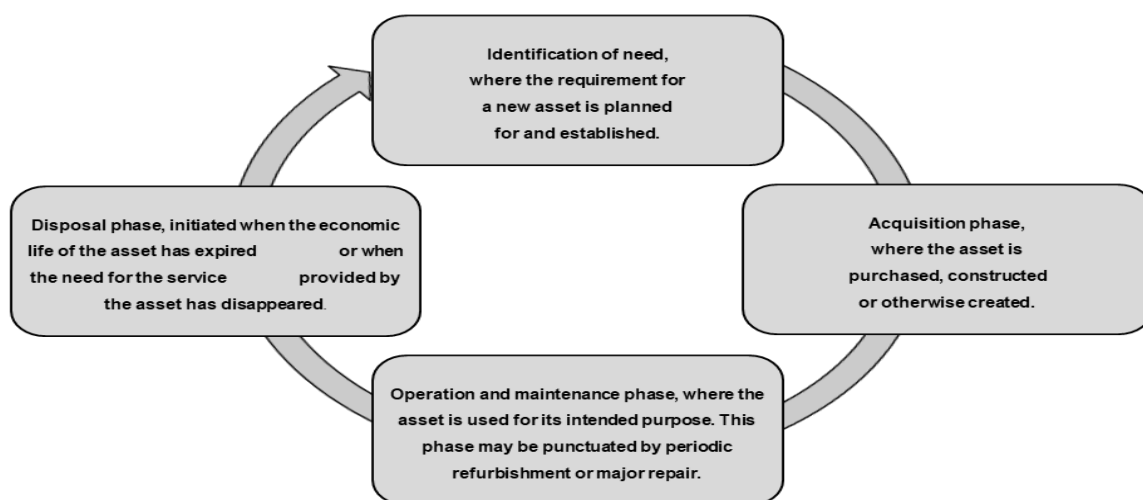 Identification of need,
where the requirement for
a new asset is planned
for and established.
Acquisition phase,
where the asset is
purchased, constructed
or otherwise created.
Operation and maintenance phase, where the
asset is used for its intended purpose. This
phase may be punctuated by periodic
refurbishment or major repair.
Disposal phase, initiated when the economic
life of the asset has expired or when
the need for the service provided by
the asset has disappeared.